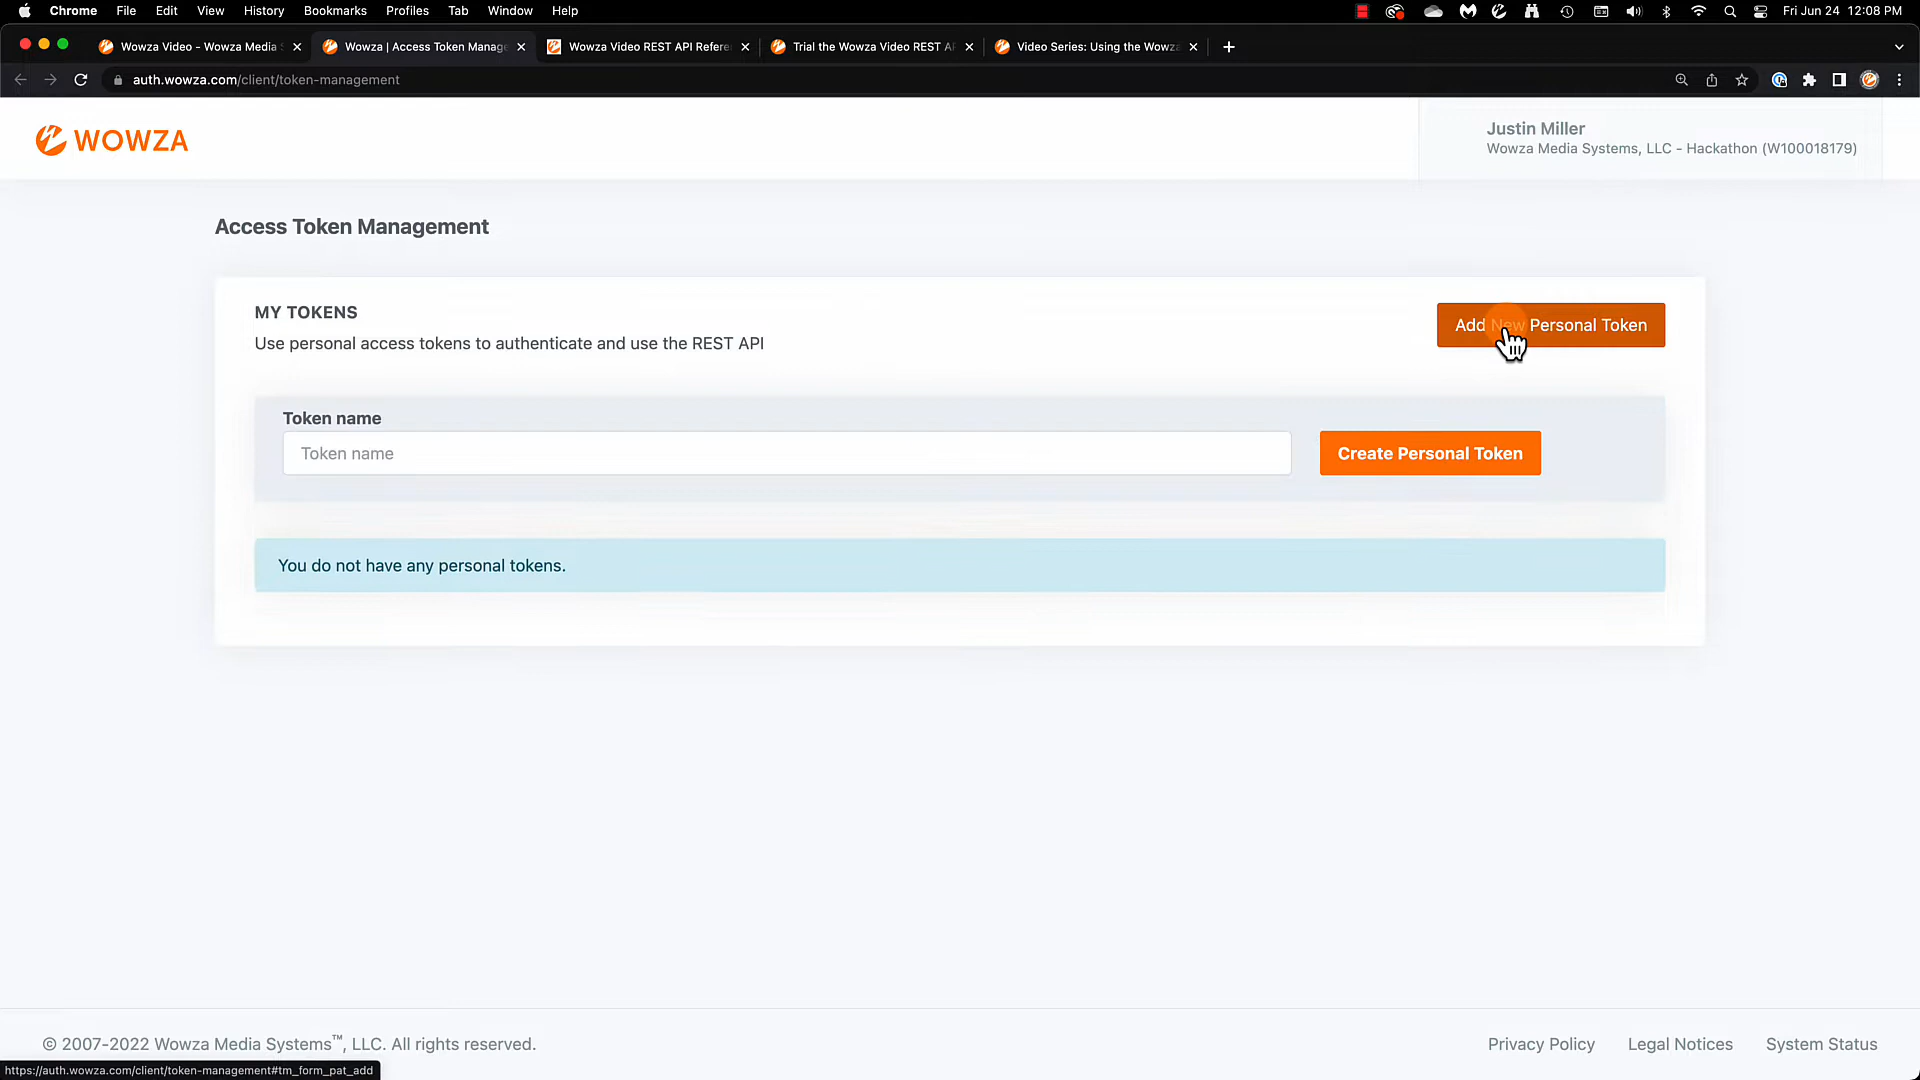 Chrome File Edit View History Bookmarks Profiles Tab Window Help Fri Jun 24 12:08 PM
Wowza Video - Wowza Media Wowza | Access Token Manage Wowza Video REST API Refere Trial the Wowza Video REST AP Video Series: Using the Wowza
auth.wowza.com/client/token-management
WOWZA
Justin Miller
Wowza Media Systems, LLC - Hackathon (W100018179)
Access Token Management
MY TOKENS
Add New Personal Token
Use personal access tokens to authenticate and use the REST API
Token name
Token name
Create Personal Token
You do not have any personal tokens.
© 2007-2022 Wowza Media Systems™, LLC. All rights reserved.
Privacy Policy Legal Notices System Status
https://auth.wowza.com/client/token-management#tm_form_pat_add